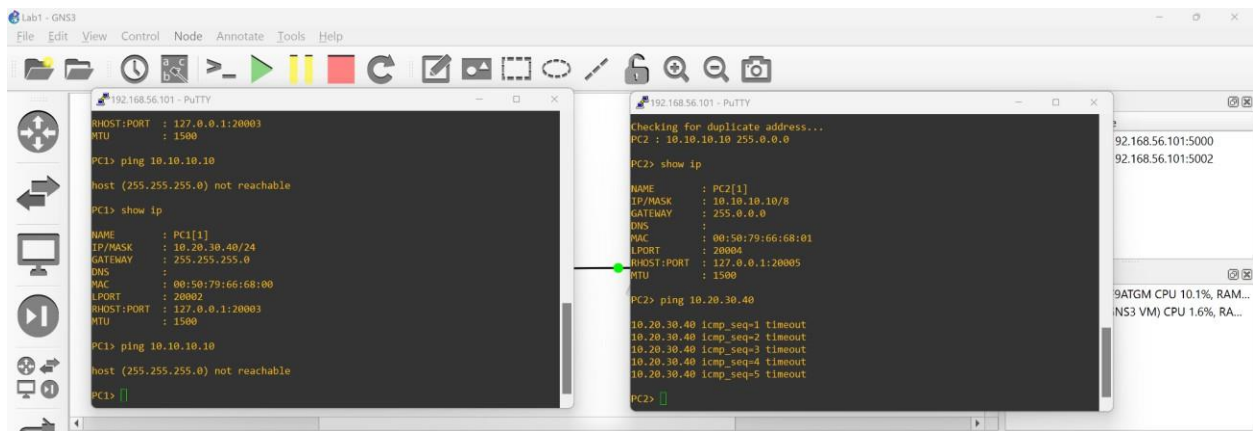 Lab1 - GNS3
File Edit View Control Node Annotate Tools Help
192.168.56.101 - PuTTY
RHOST:PORT : 127.0.0.1:20003
MTU : 1500
PC1> ping 10.10.10.10
host (255.255.255.0) not reachable
PC1> show ip
NAME : PC1[1]
IP/MASK : 10.20.30.40/24
GATEWAY : 255.255.255.0
DNS :
MAC : 00:50:79:66:68:00
LPORT : 20002
RHOST:PORT : 127.0.0.1:20003
MTU : 1500
PC1> ping 10.10.10.10
host (255.255.255.0) not reachable
PC1>
192.168.56.101 - PuTTY
Checking for duplicate address...
PC2 : 10.10.10.10 255.0.0.0
PC2> show ip
NAME : PC2[1]
IP/MASK : 10.10.10.10/8
GATEWAY : 255.0.0.0
DNS :
MAC : 00:50:79:66:68:01
LPORT : 20004
RHOST:PORT : 127.0.0.1:20005
MTU : 1500
PC2> ping 10.20.30.40
10.20.30.40 icmp_seq=1 timeout
10.20.30.40 icmp_seq=2 timeout
10.20.30.40 icmp_seq=3 timeout
10.20.30.40 icmp_seq=4 timeout
10.20.30.40 icmp_seq=5 timeout
PC2>
92.168.56.101:5000
92.168.56.101:5002
9ATGM CPU 10.1%, RAM...
NS3 VM) CPU 1.6%, RA...